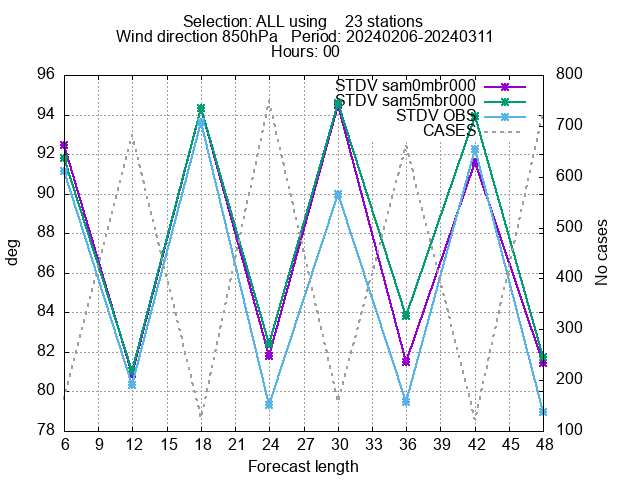 Selection: ALL using    23 stations
Wind direction 850hPa   Period: 20240206-20240311
Hours: 00
STDV sam0mbr000
STDV sam5mbr000
STDV OBS
CASES
96
94
92
90
88
86
84
82
80
78
800
700
600
500
400
300
200
100
deg
No cases
6 9 12 15 18 21 24 27 30 33 36 39 42 45 48
Forecast length